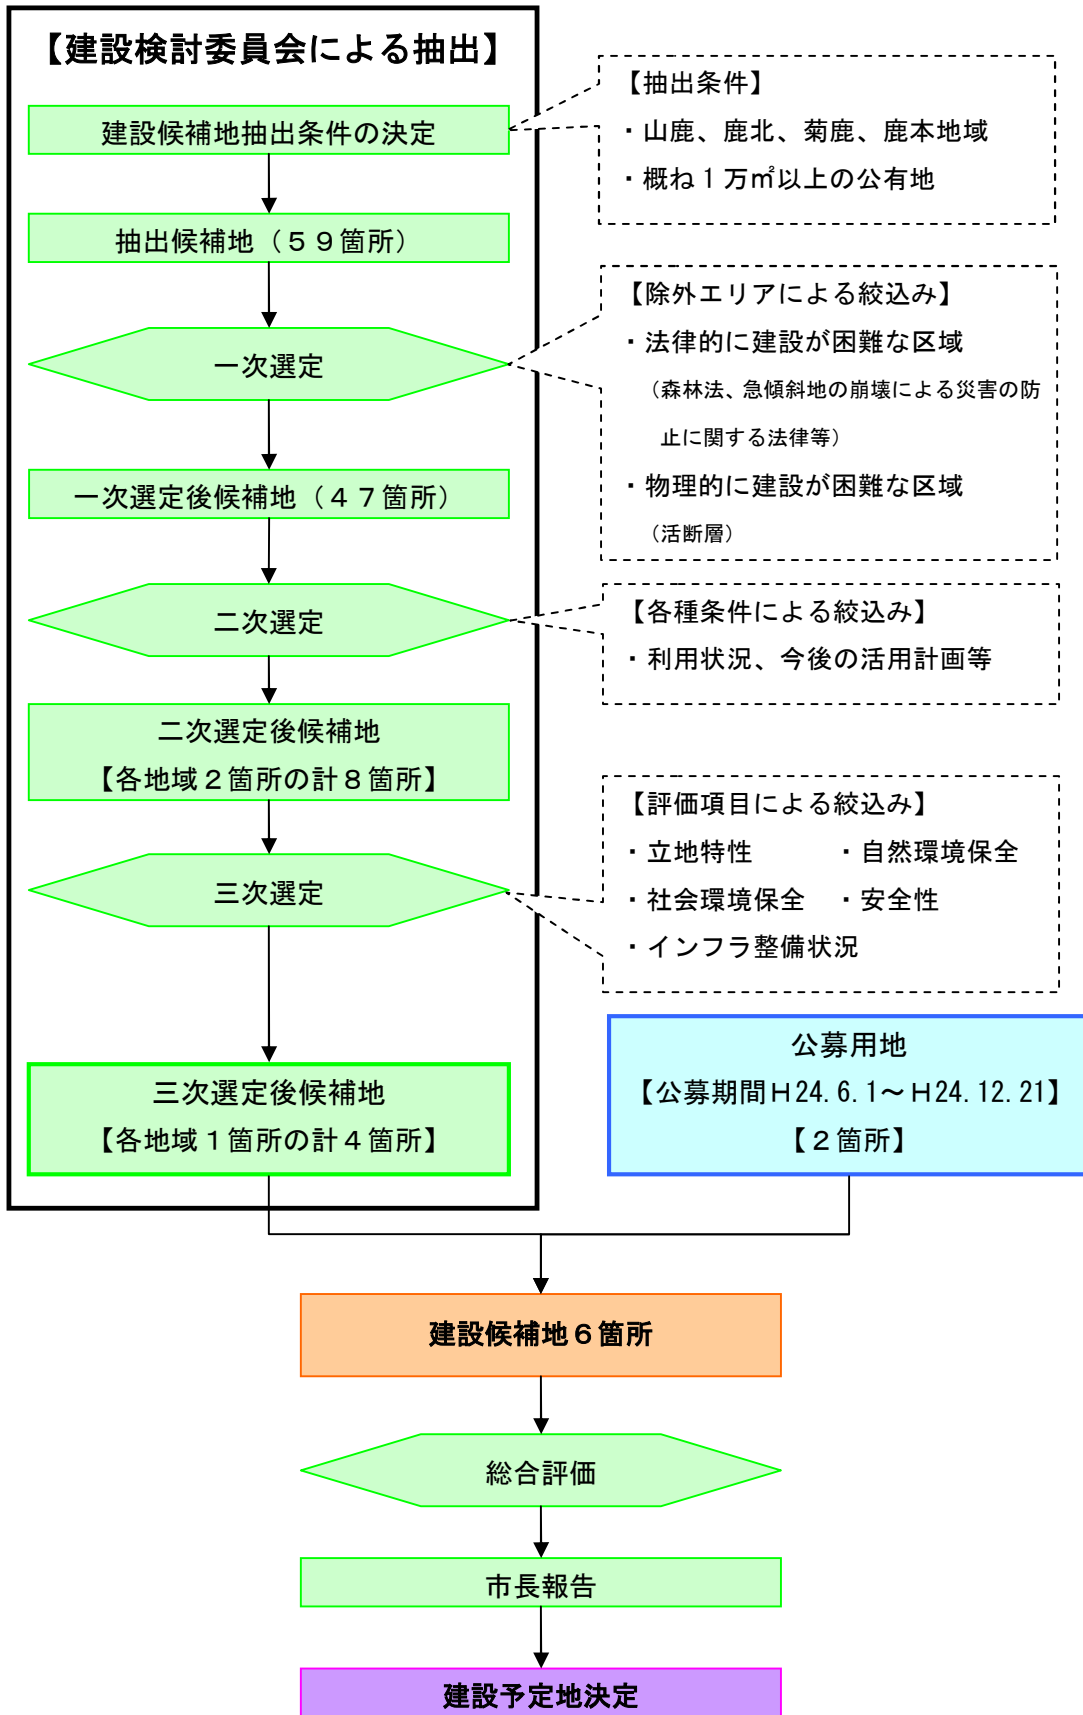 【建設検討委員会による抽出】
建設候補地抽出条件の決定
【抽出条件】
・山鹿、鹿北、菊鹿、鹿本地域
・概ね１万㎡以上の公有地
抽出候補地（５９箇所）
一次選定
【除外エリアによる絞込み】
・法律的に建設が困難な区域
（森林法、急傾斜地の崩壊による災害の防
止に関する法律等）
・物理的に建設が困難な区域
（活断層）
一次選定後候補地（４７箇所）
二次選定
【各種条件による絞込み】
・利用状況、今後の活用計画等
二次選定後候補地
【各地域２箇所の計８箇所】
三次選定
【評価項目による絞込み】
・立地特性　　　・自然環境保全
・社会環境保全　・安全性
・インフラ整備状況
三次選定後候補地
【各地域１箇所の計４箇所】
公募用地
【公募期間Ｈ24.6.1～Ｈ24.12.21】
【２箇所】
建設候補地６箇所
総合評価
市長報告
建設予定地決定